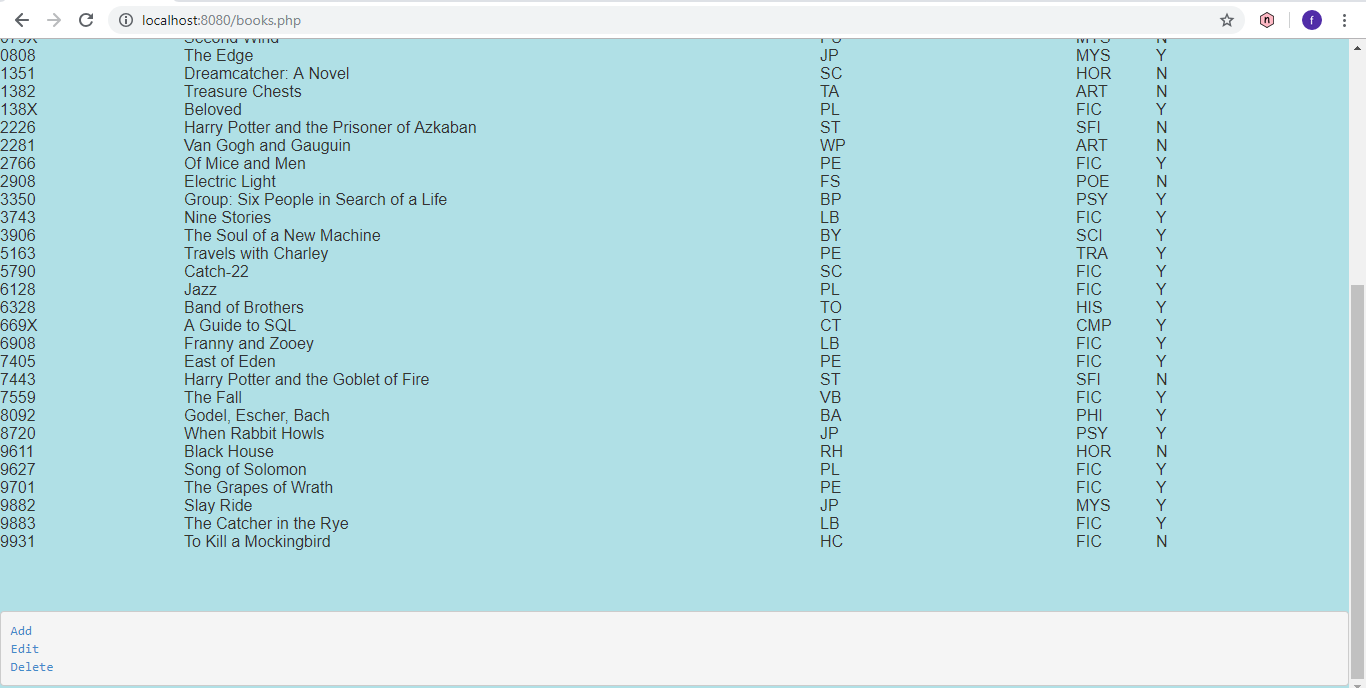 localhost:8080/books.php
n
f
079X Second Wind PU MYS N
0808 The Edge JP MYS Y
1351 Dreamcatcher: A Novel SC HOR N
1382 Treasure Chests TA ART N
138X Beloved PL FIC Y
2226 Harry Potter and the Prisoner of Azkaban ST SFI N
2281 Van Gogh and Gauguin WP ART N
2766 Of Mice and Men PE FIC Y
2908 Electric Light FS POE N
3350 Group: Six People in Search of a Life BP PSY Y
3743 Nine Stories LB FIC Y
3906 The Soul of a New Machine BY SCI Y
5163 Travels with Charley PE TRA Y
5790 Catch-22 SC FIC Y
6128 Jazz PL FIC Y
6328 Band of Brothers TO HIS Y
669X A Guide to SQL CT CMP Y
6908 Franny and Zooey LB FIC Y
7405 East of Eden PE FIC Y
7443 Harry Potter and the Goblet of Fire ST SFI N
7559 The Fall VB FIC Y
8092 Godel, Escher, Bach BA PHI Y
8720 When Rabbit Howls JP PSY Y
9611 Black House RH HOR N
9627 Song of Solomon PL FIC Y
9701 The Grapes of Wrath PE FIC Y
9882 Slay Ride JP MYS Y
9883 The Catcher in the Rye LB FIC Y
9931 To Kill a Mockingbird HC FIC N
Add
Edit
Delete